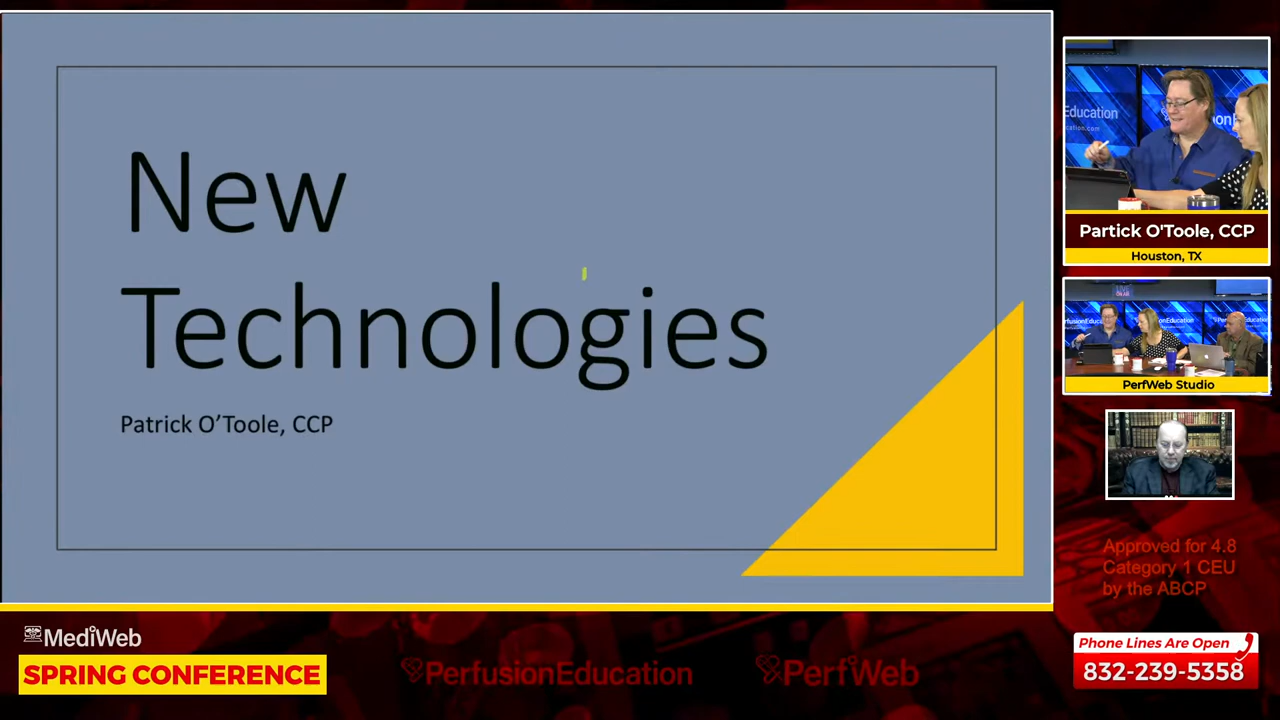 New
Technologies
Patrick O'Toole, CCP
Education
Partick O'Toole, CCP
Houston, TX
PerfWeb Studio
Approved for 4.8
Category 1 CEU
by the ABCP
MediWeb
SPRING CONFERENCE
PerfusionEducation
PerfWeb
Phone Lines Are Open
832-239-5358